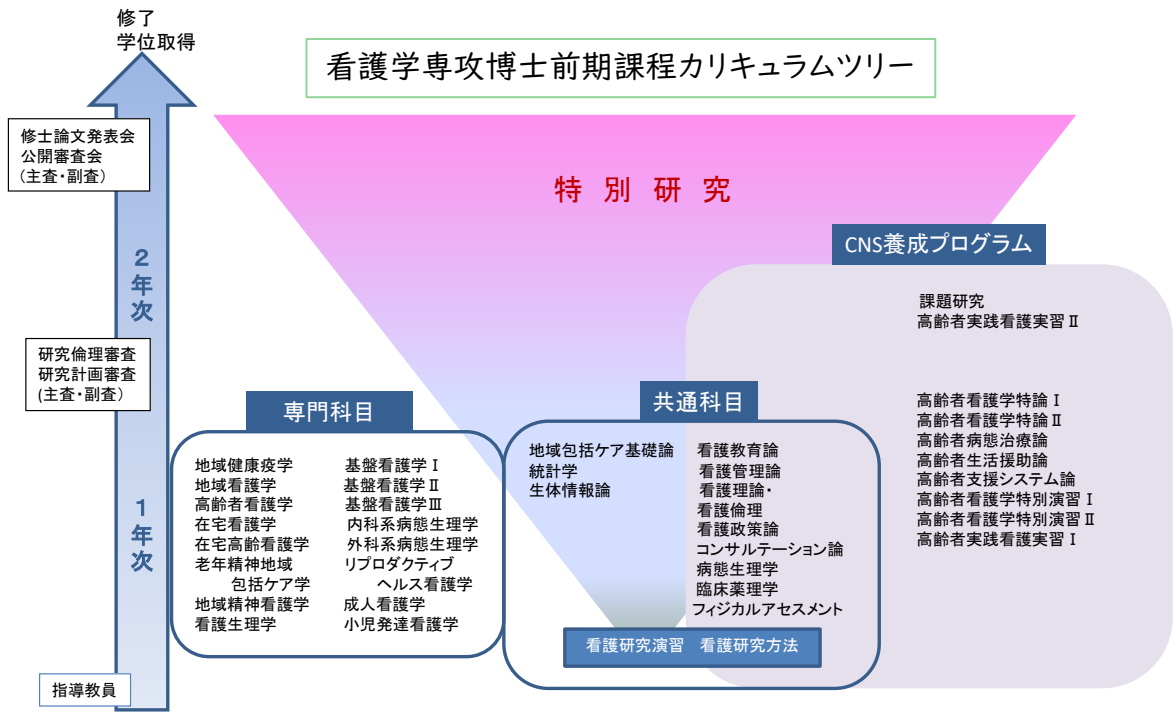 修了
学位取得
看護学専攻博士前期課程カリキュラムツリー
修士論文発表会
公開審査会
(主査・副査)
特別研究
CNS養成プログラム
2年次
課題研究
高齢者実践看護実習Ⅱ
研究倫理審査
研究計画審査
(主査・副査)
専門科目
地域健康疫学
地域看護学
高齢者看護学
在宅看護学
在宅高齢看護学
老年精神地域
包括ケア学
地域精神看護学
看護生理学
基盤看護学Ⅰ
基盤看護学Ⅱ
基盤看護学Ⅲ
内科系病態生理学
外科系病態生理学
リプロダクティブ
ヘルス看護学
成人看護学
小児発達看護学
共通科目
地域包括ケア基礎論
統計学
生体情報論
看護教育論
看護管理論
看護理論・
看護倫理
看護政策論
コンサルテーション論
病態生理学
臨床薬理学
フィジカルアセスメント
高齢者看護学特論Ⅰ
高齢者看護学特論Ⅱ
高齢者病態治療論
高齢者生活援助論
高齢者支援システム論
高齢者看護学特別演習Ⅰ
高齢者看護学特別演習Ⅱ
高齢者実践看護実習Ⅰ
1年次
看護研究演習　看護研究方法
指導教員